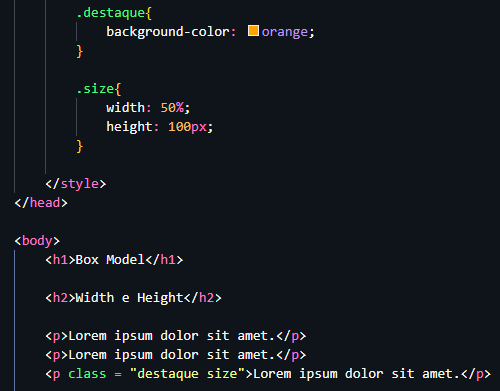 .destaque{
background-color: orange;
}
.size{
width: 50%;
height: 100px;
}
</style>
</head>
<body>
<h1>Box Model</h1>
<h2>Width e Height</h2>
<p>Lorem ipsum dolor sit amet.</p>
<p>Lorem ipsum dolor sit amet.</p>
<p class = "destaque size">Lorem ipsum dolor sit amet.</p>